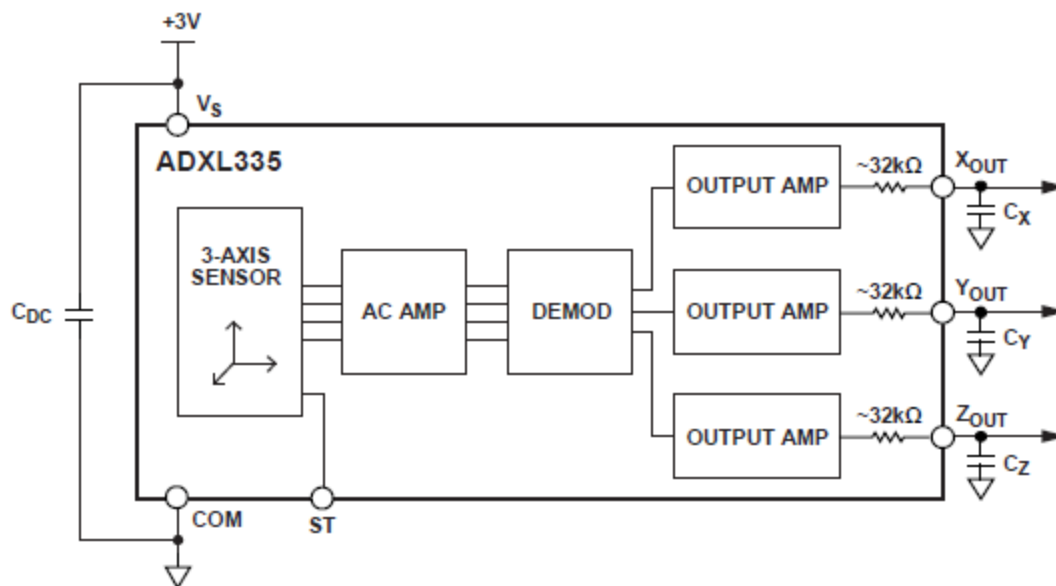 +3V
VS
ADXL335
3-AXIS
SENSOR
AC AMP
DEMOD
OUTPUT AMP
~32kΩ
XOUT
CX
OUTPUT AMP
~32kΩ
YOUT
CY
OUTPUT AMP
~32kΩ
ZOUT
CZ
CDC
COM
ST